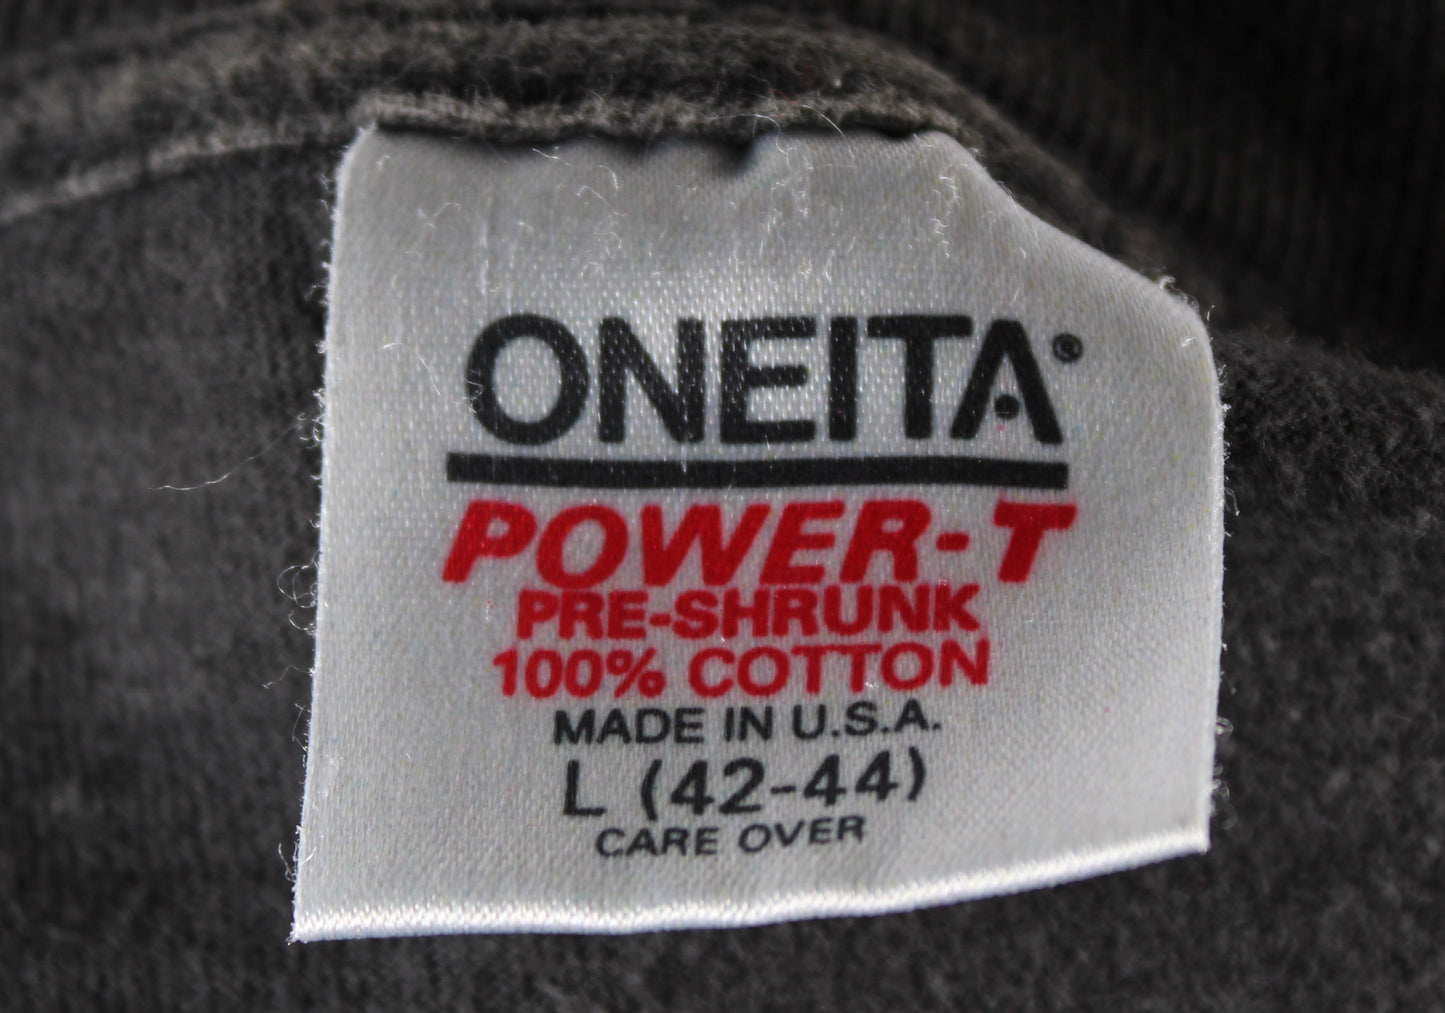 ONEITA®
POWER-T
PRE-SHRUNK
100% COTTON
MADE IN U.S.A.
L (42-44)
CARE OVER